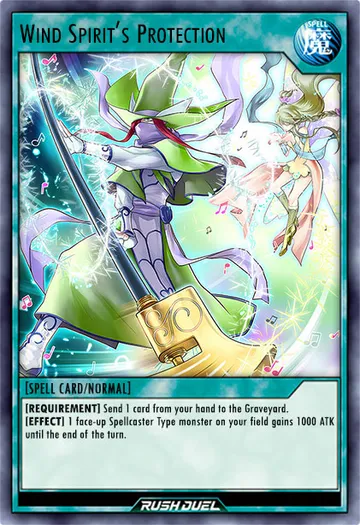 WIND SPIRIT'S PROTECTION
SPELL
魔
[SPELL CARD/NORMAL]
[REQUIREMENT] Send 1 card from your hand to the Graveyard.
[EFFECT] 1 face-up Spellcaster Type monster on your field gains 1000 ATK
until the end of the turn.
RUSH DUEL